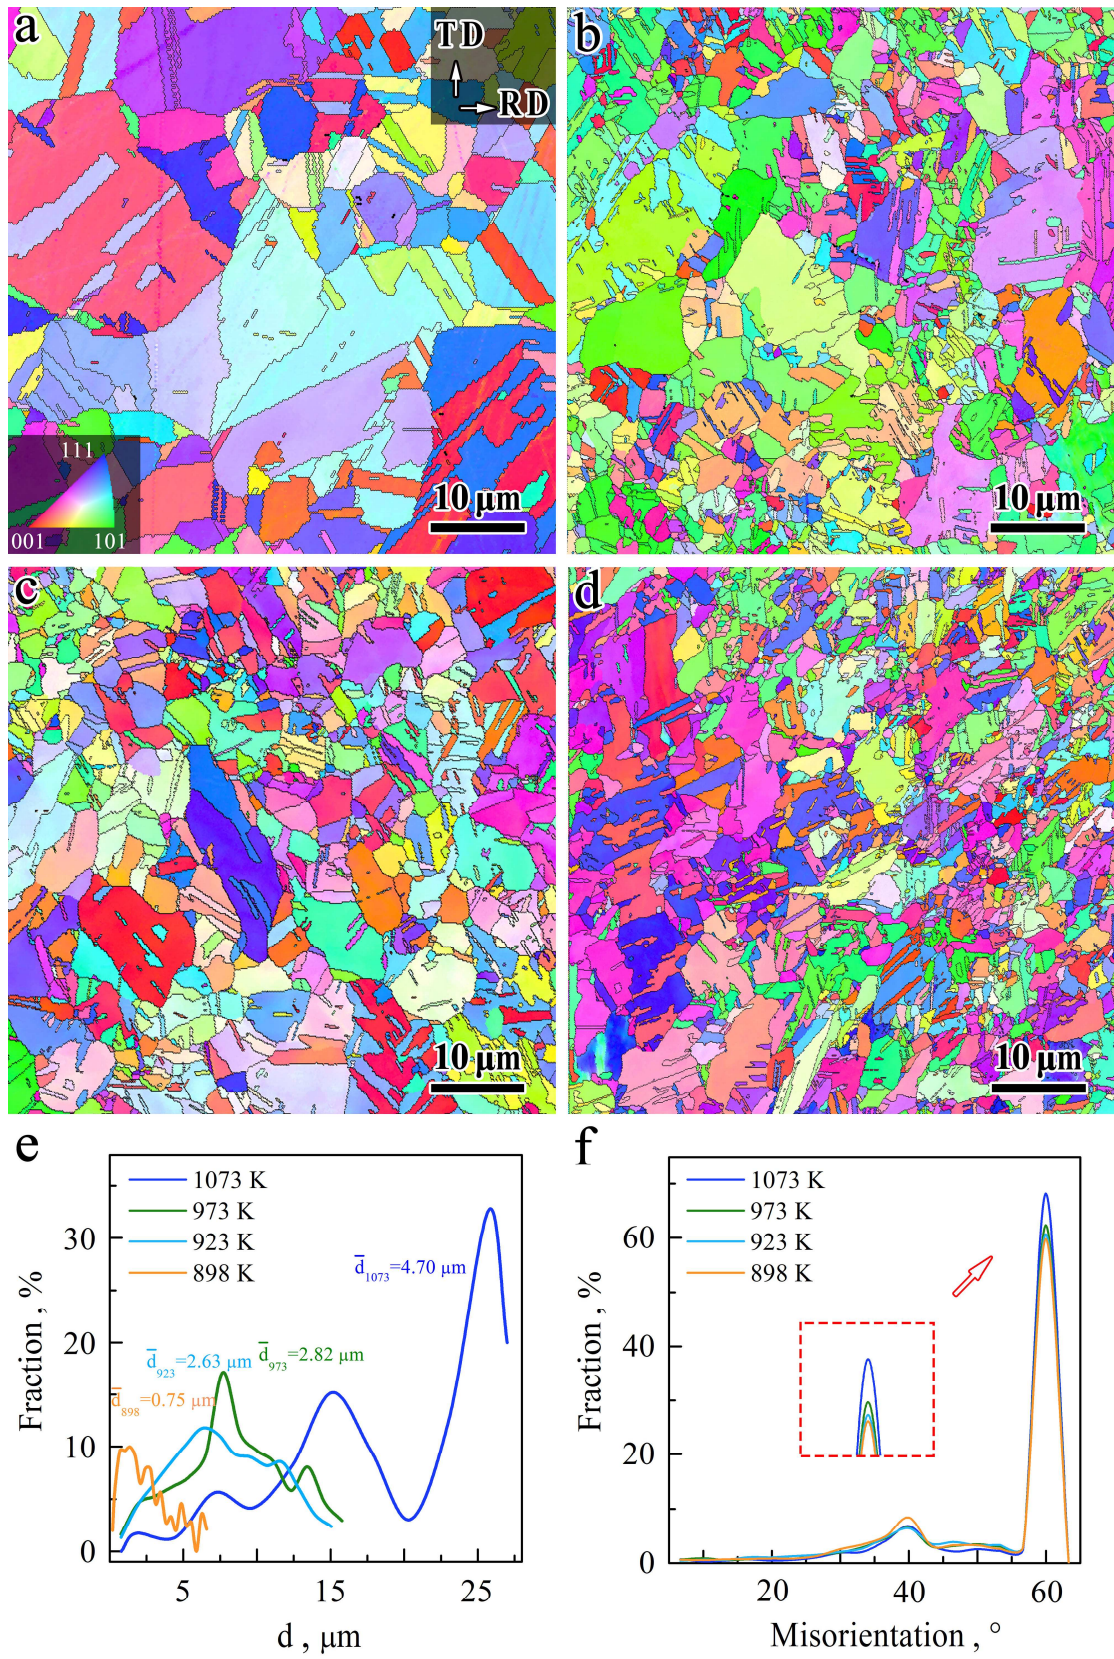 a
TD
RD
111
001
101
10 μm
b
10 μm
c
10 μm
d
10 μm
e
1073 K
973 K
923 K
898 K
d̅1073=4.70 μm
d̅923=2.63 μm
d̅973=2.82 μm
d̅898=0.75 μm
Fraction , %
30
20
10
0
5
15
25
d , μm
f
1073 K
973 K
923 K
898 K
Fraction , %
60
40
20
0
20
40
60
Misorientation , °